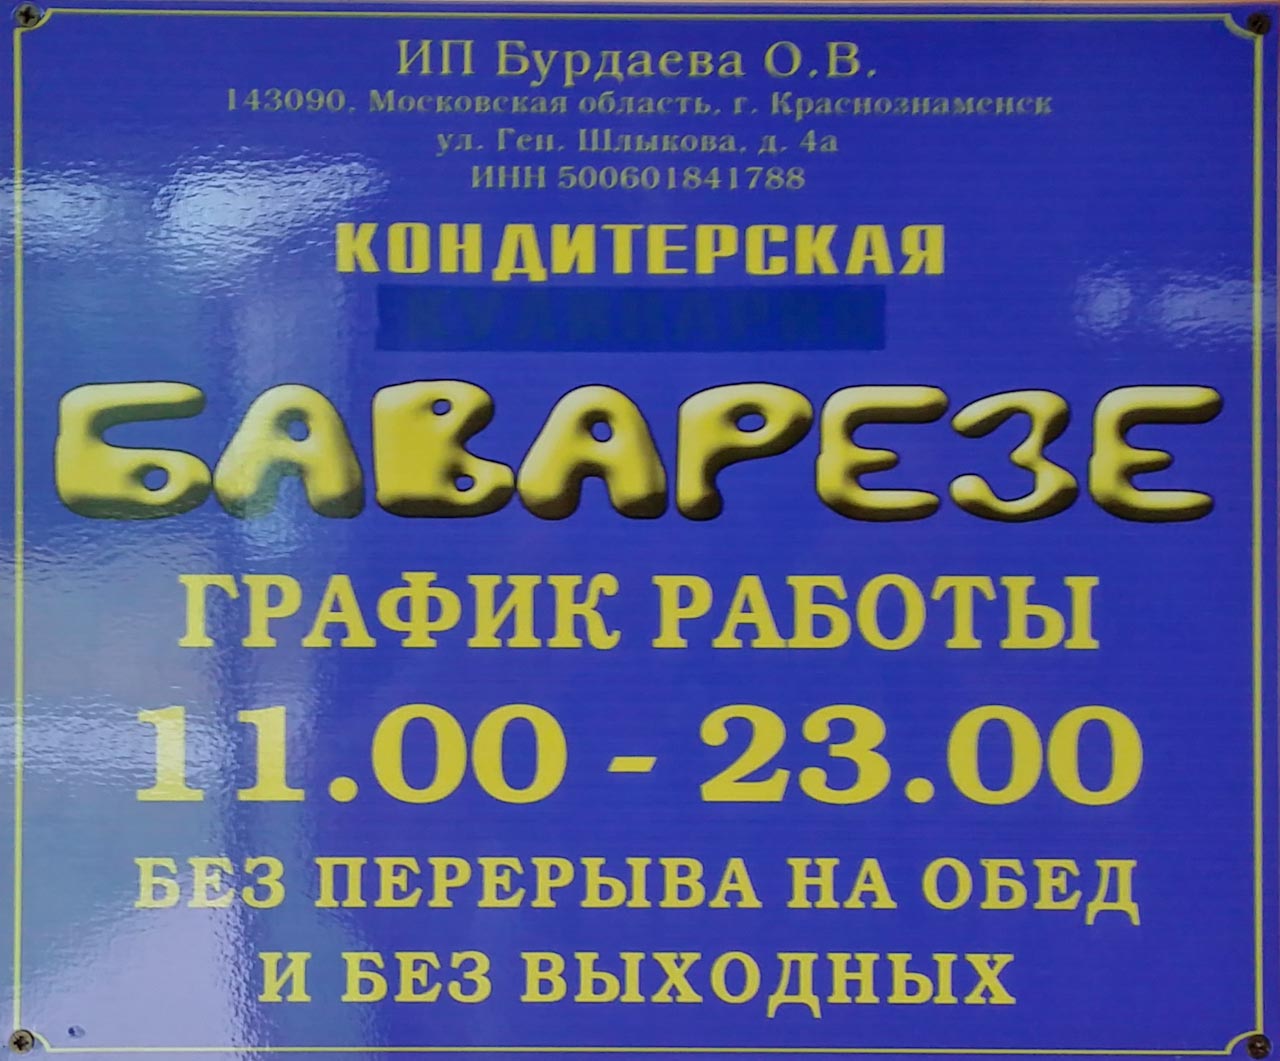 ИП Бурдаева О.В.
143090, Московская область, г. Краснознаменск
ул. Ген. Шлыкова, д. 4а
ИНН 500601841788
КОНДИТЕРСКАЯ
КУЛИНАРИЯ
БАВАРЕЗЕ
ГРАФИК РАБОТЫ
11.00 - 23.00
БЕЗ ПЕРЕРЫВА НА ОБЕД
И БЕЗ ВЫХОДНЫХ